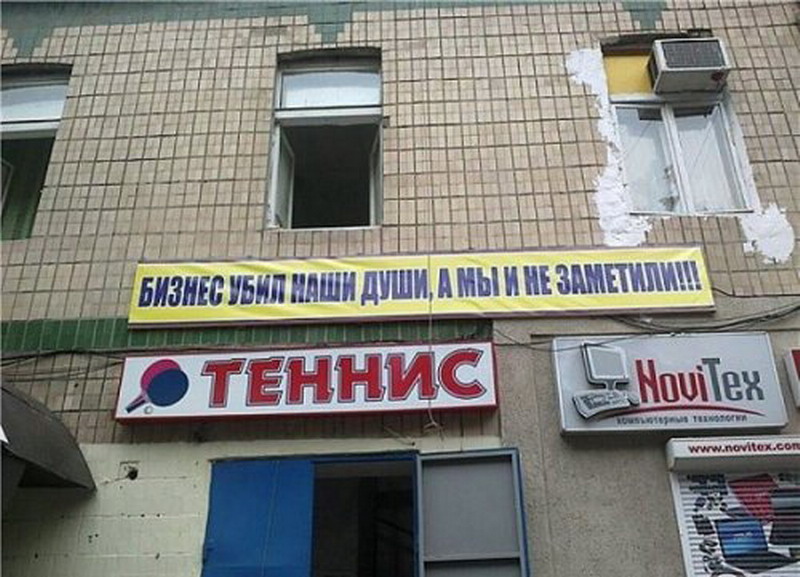 БИЗНЕС УБИЛ НАШИ ДУШИ, А МЫ И НЕ ЗАМЕТИЛИ!!!
ТЕННИС
NoviTex
компьютерные технологии
www.novitex.com